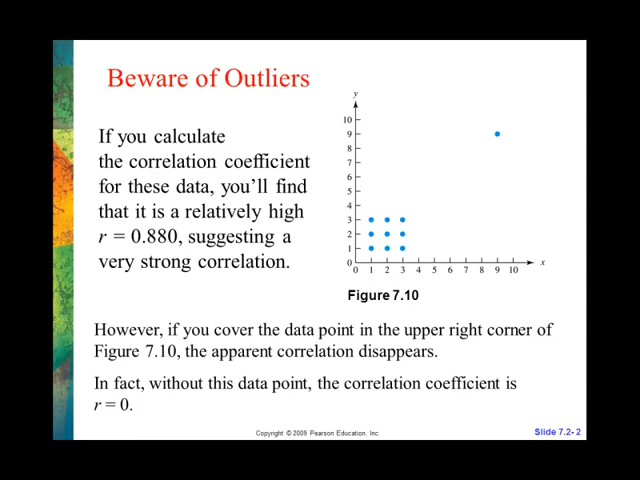 Beware of Outliers
If you calculate
the correlation coefficient
for these data, you'll find
that it is a relatively high
r = 0.880, suggesting a
very strong correlation.
y
10
9
8
7
6
5
4
3
2
1
0
0 1 2 3 4 5 6 7 8 9 10
x
Figure 7.10
However, if you cover the data point in the upper right corner of
Figure 7.10, the apparent correlation disappears.
In fact, without this data point, the correlation coefficient is
r = 0.
Copyright © 2009 Pearson Education, Inc.
Slide 7.2- 2